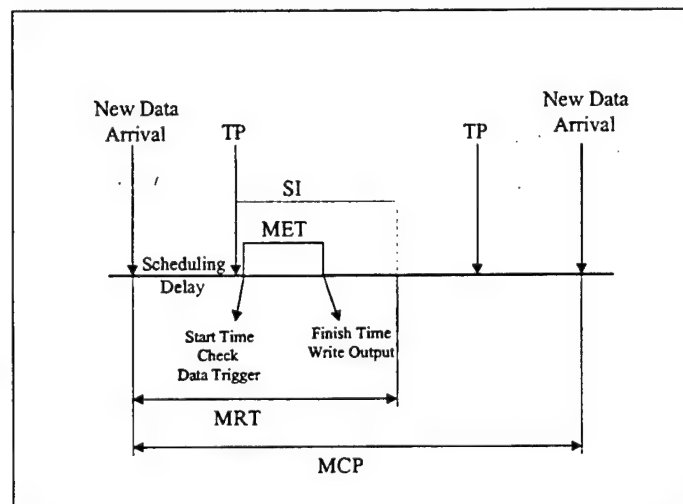 New Data
Arrival
TP
TP
New Data
Arrival
SI
MET
Scheduling
Delay
Start Time
Check
Data Trigger
Finish Time
Write Output
MRT
MCP